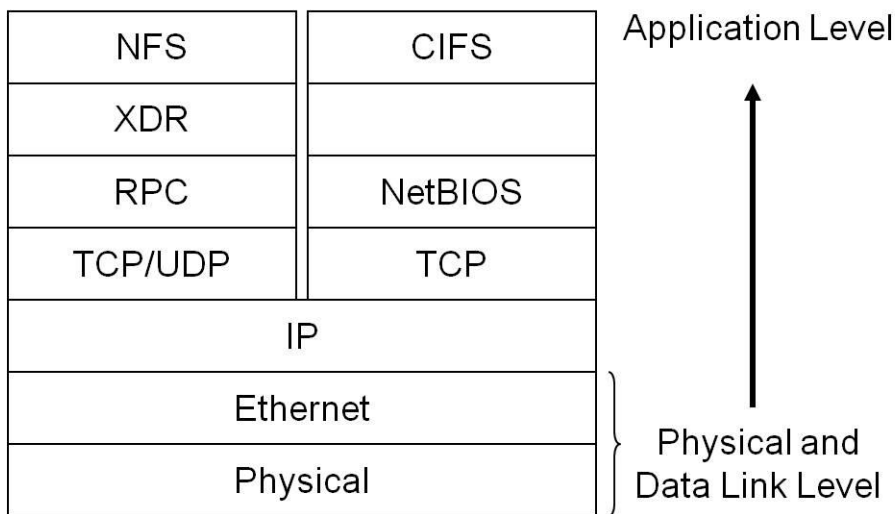 NFS
CIFS
Application Level
XDR
RPC
NetBIOS
TCP/UDP
TCP
IP
Ethernet
Physical
Physical and
Data Link Level